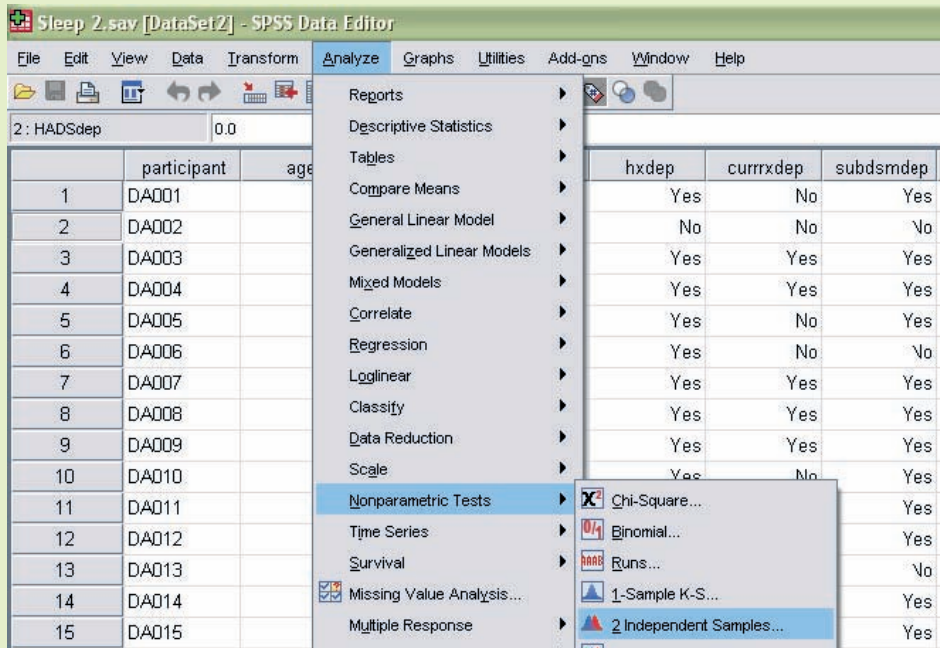 Sleep 2.sav [DataSet2] - SPSS Data Editor
File Edit View Data Transform Analyze Graphs Utilities Add-ons Window Help
2 : HADSdep 0.0
participant age hxdep currrxdep subdsmdep
1 DA001 Yes No Yes
2 DA002 No No No
3 DA003 Yes Yes Yes
4 DA004 Yes Yes Yes
5 DA005 Yes No Yes
6 DA006 Yes No No
7 DA007 Yes Yes Yes
8 DA008 Yes Yes Yes
9 DA009 Yes Yes Yes
10 DA010 Yes No Yes
11 DA011 Yes
12 DA012 Yes
13 DA013 No
14 DA014 Yes
15 DA015 Yes
Reports
Descriptive Statistics
Tables
Compare Means
General Linear Model
Generalized Linear Models
Mixed Models
Correlate
Regression
Loglinear
Classify
Data Reduction
Scale
Nonparametric Tests
Time Series
Survival
Missing Value Analysis...
Multiple Response
Chi-Square...
Binomial...
Runs...
1-Sample K-S...
2 Independent Samples...